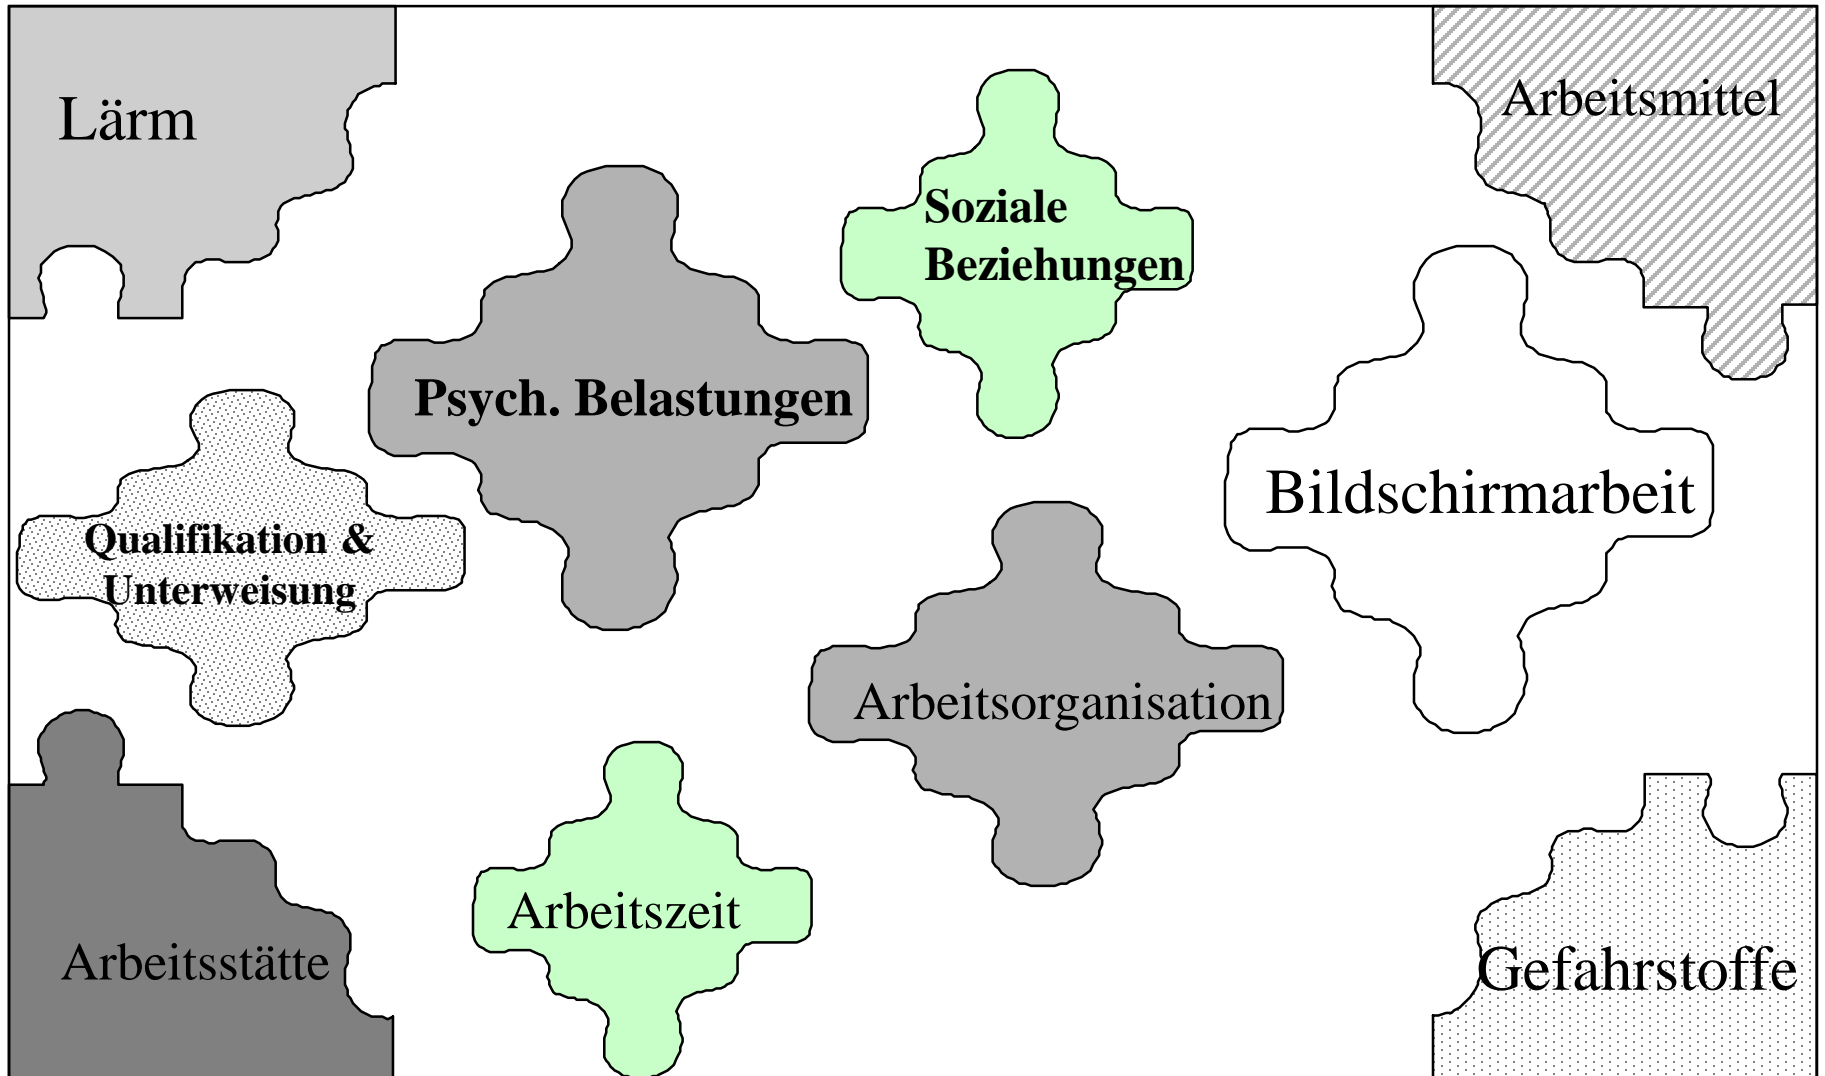 Lärm
Arbeitsmittel
Soziale
Beziehungen
Psych. Belastungen
Bildschirmarbeit
Qualifikation &
Unterweisung
Arbeitsorganisation
Arbeitszeit
Arbeitsstätte
Gefahrstoffe